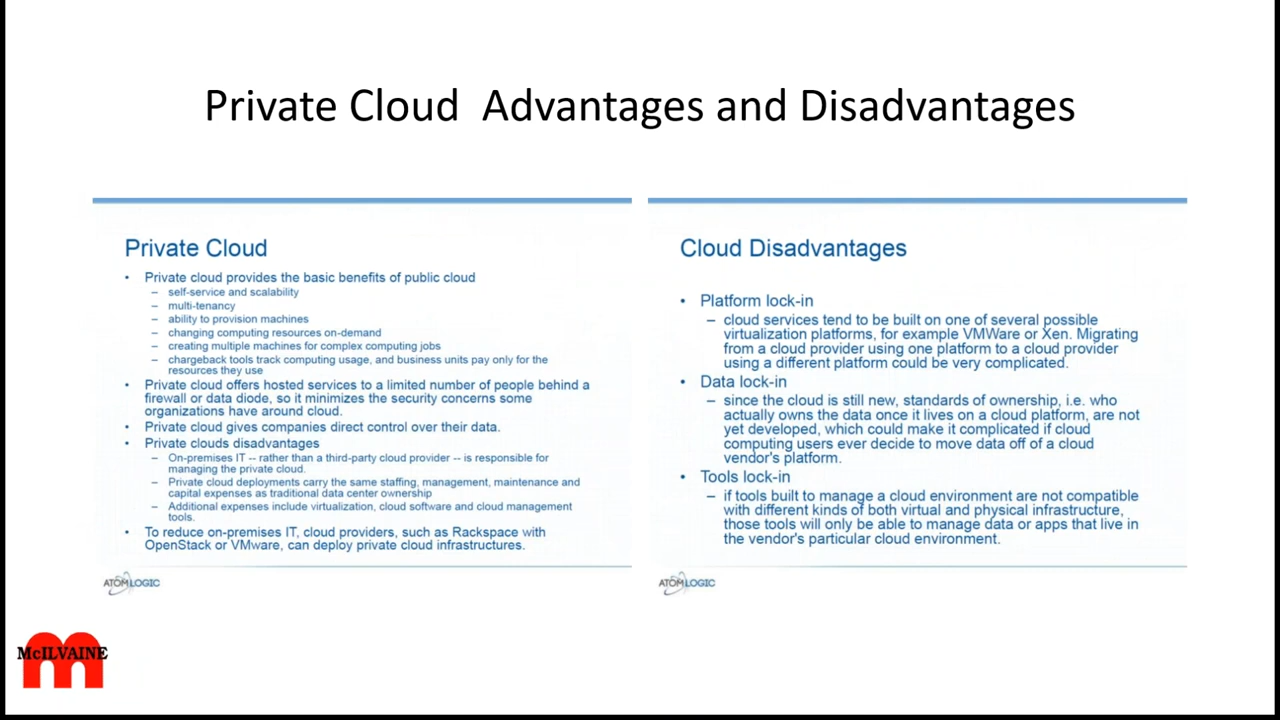 Private Cloud  Advantages and Disadvantages
Private Cloud
• Private cloud provides the basic benefits of public cloud
– self-service and scalability
– multi-tenancy
– ability to provision machines
– changing computing resources on-demand
– creating multiple machines for complex computing jobs
– chargeback tools track computing usage, and business units pay only for the
resources they use
• Private cloud offers hosted services to a limited number of people behind a
firewall or data diode, so it minimizes the security concerns some
organizations have around cloud.
• Private cloud gives companies direct control over their data.
• Private clouds disadvantages
– On-premises IT -- rather than a third-party cloud provider -- is responsible for
managing the private cloud.
– Private cloud deployments carry the same staffing, management, maintenance and
capital expenses as traditional data center ownership
– Additional expenses include virtualization, cloud software and cloud management
tools.
• To reduce on-premises IT, cloud providers, such as Rackspace with
OpenStack or VMware, can deploy private cloud infrastructures.
ATOMLOGIC
Cloud Disadvantages
• Platform lock-in
– cloud services tend to be built on one of several possible
virtualization platforms, for example VMWare or Xen. Migrating
from a cloud provider using one platform to a cloud provider
using a different platform could be very complicated.
• Data lock-in
– since the cloud is still new, standards of ownership, i.e. who
actually owns the data once it lives on a cloud platform, are not
yet developed, which could make it complicated if cloud
computing users ever decide to move data off of a cloud
vendor's platform.
• Tools lock-in
– if tools built to manage a cloud environment are not compatible
with different kinds of both virtual and physical infrastructure,
those tools will only be able to manage data or apps that live in
the vendor's particular cloud environment.
ATOMLOGIC
McILVAINE